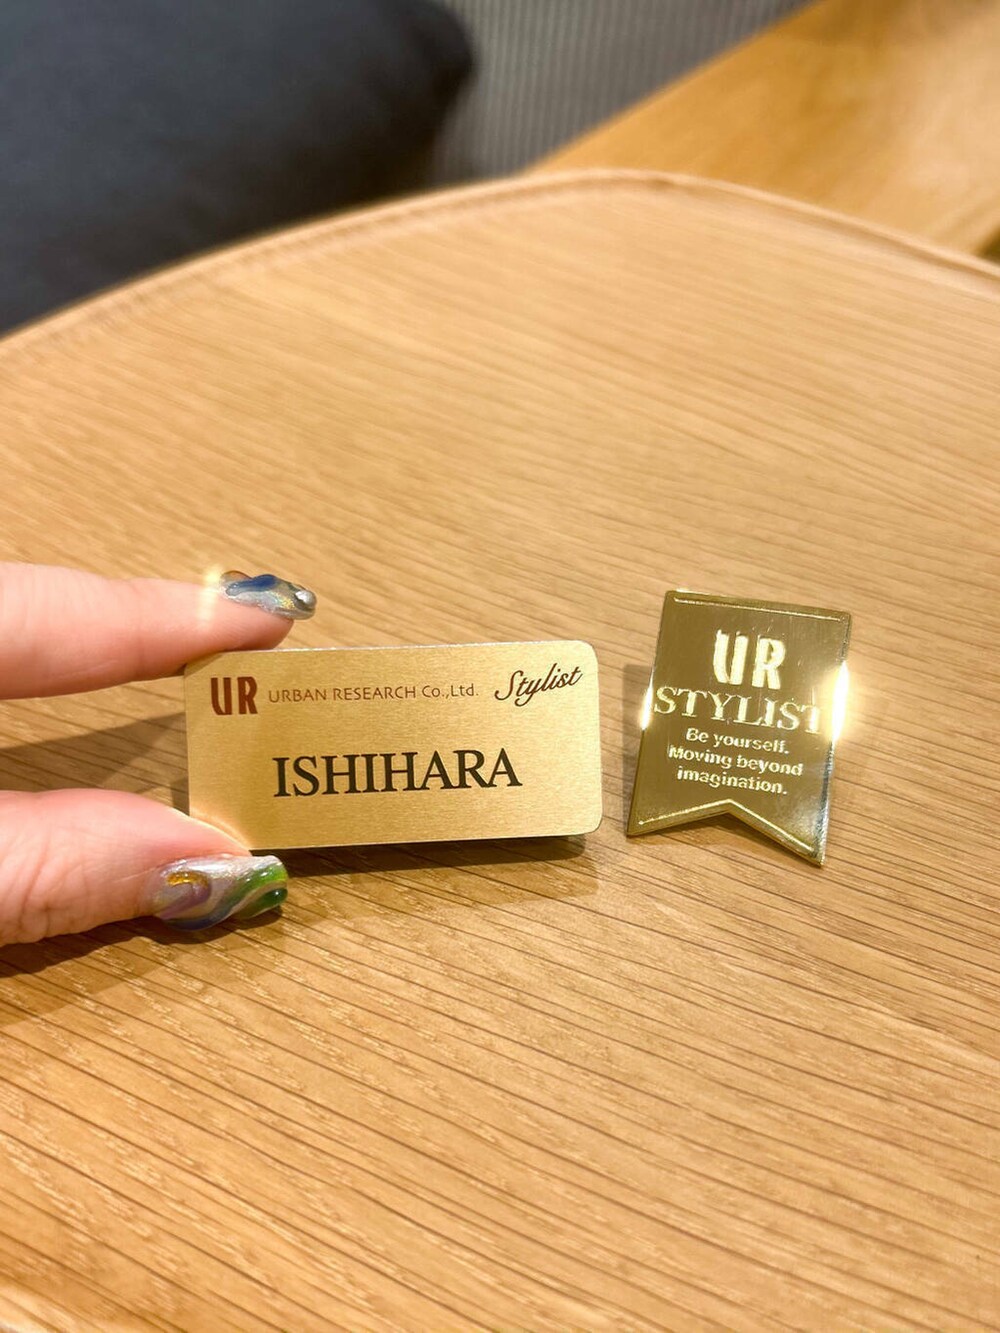 UR URBAN RESEARCH Co.,Ltd. Stylist
ISHIHARA
UR
STYLIST
Be yourself.
Moving beyond
imagination.